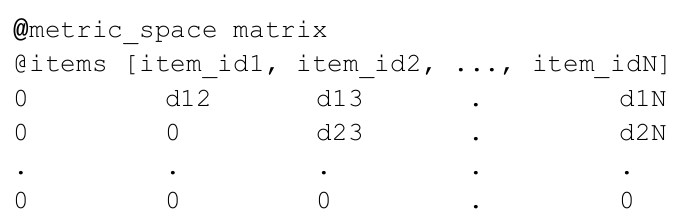 @metric_space matrix
@items [item_id1, item_id2, ..., item_idN]
0 d12 d13 . d1N
0 0 d23 . d2N
. . . . .
0 0 0 . 0